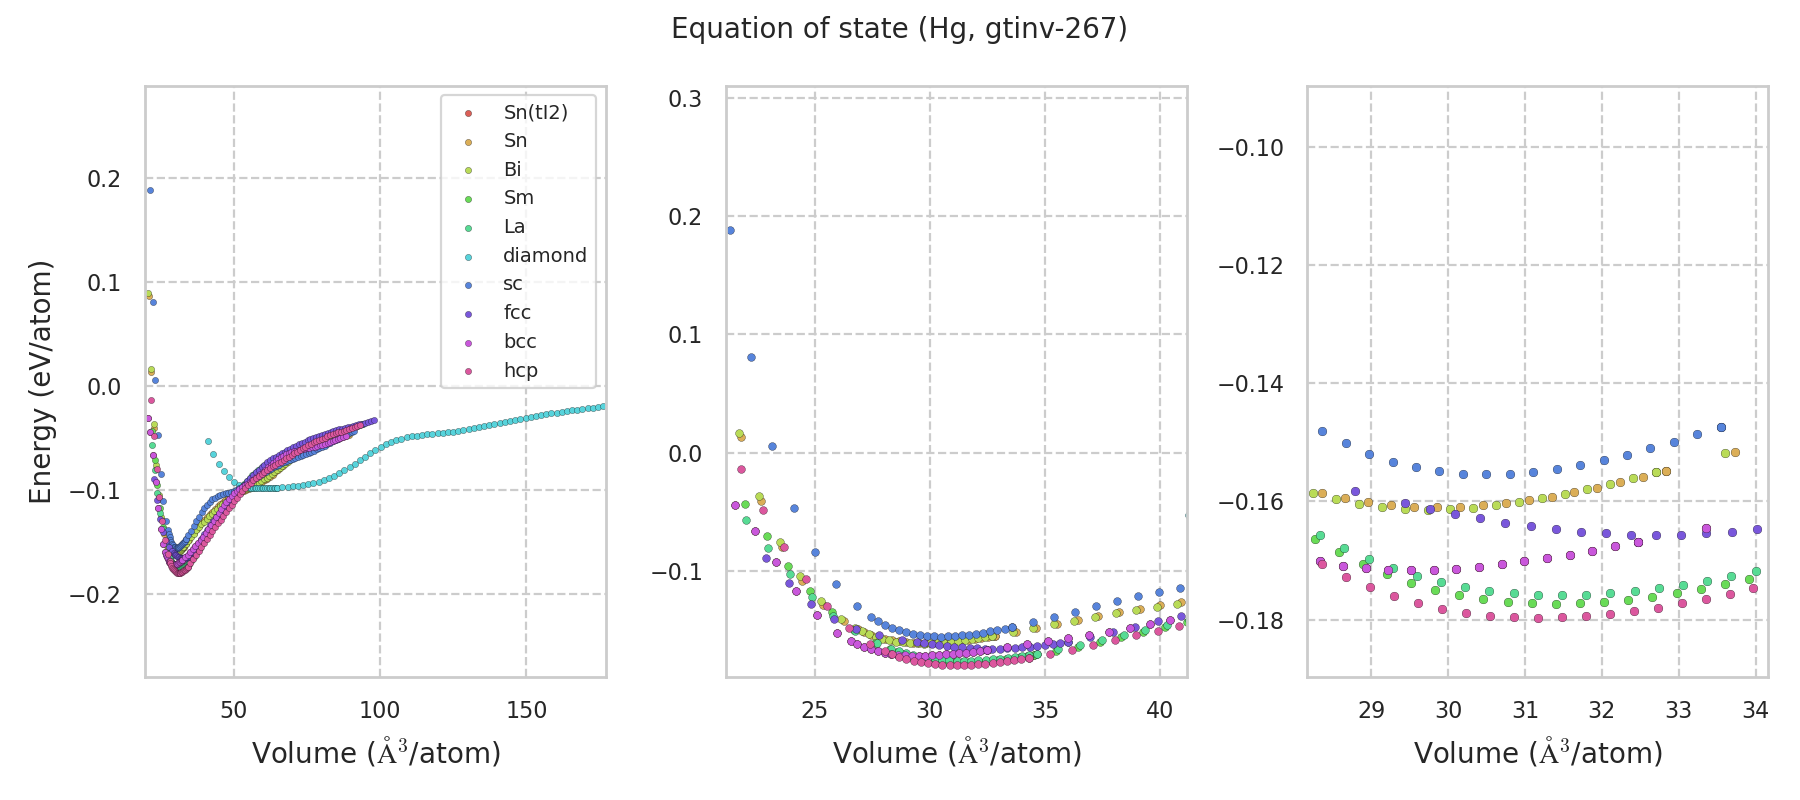 Equation of state (Hg, gtinv-267)
Energy (eV/atom)
0.2
0.1
0.0
−0.1
−0.2
50
100
150
Volume (Å³/atom)
Sn(tI2)
Sn
Bi
Sm
La
diamond
sc
fcc
bcc
hcp
0.3
0.2
0.1
0.0
−0.1
25
30
35
40
Volume (Å³/atom)
−0.10
−0.12
−0.14
−0.16
−0.18
29
30
31
32
33
34
Volume (Å³/atom)